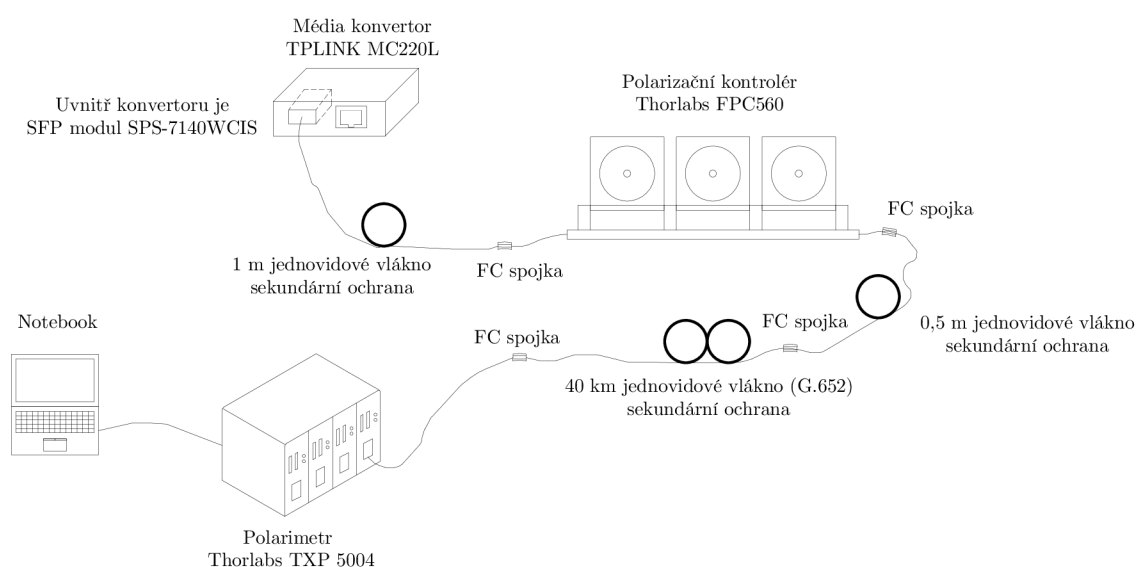 Média konvertor
TPLINK MC220L
Uvnitř konvertoru je
SFP modul SPS-7140WCIS
Polarizační kontrolér
Thorlabs FPC560
FC spojka
1 m jednovidové vlákno
sekundární ochrana
FC spojka
Notebook
FC spojka
FC spojka
0,5 m jednovidové vlákno
sekundární ochrana
40 km jednovidové vlákno (G.652)
sekundární ochrana
Polarimetr
Thorlabs TXP 5004